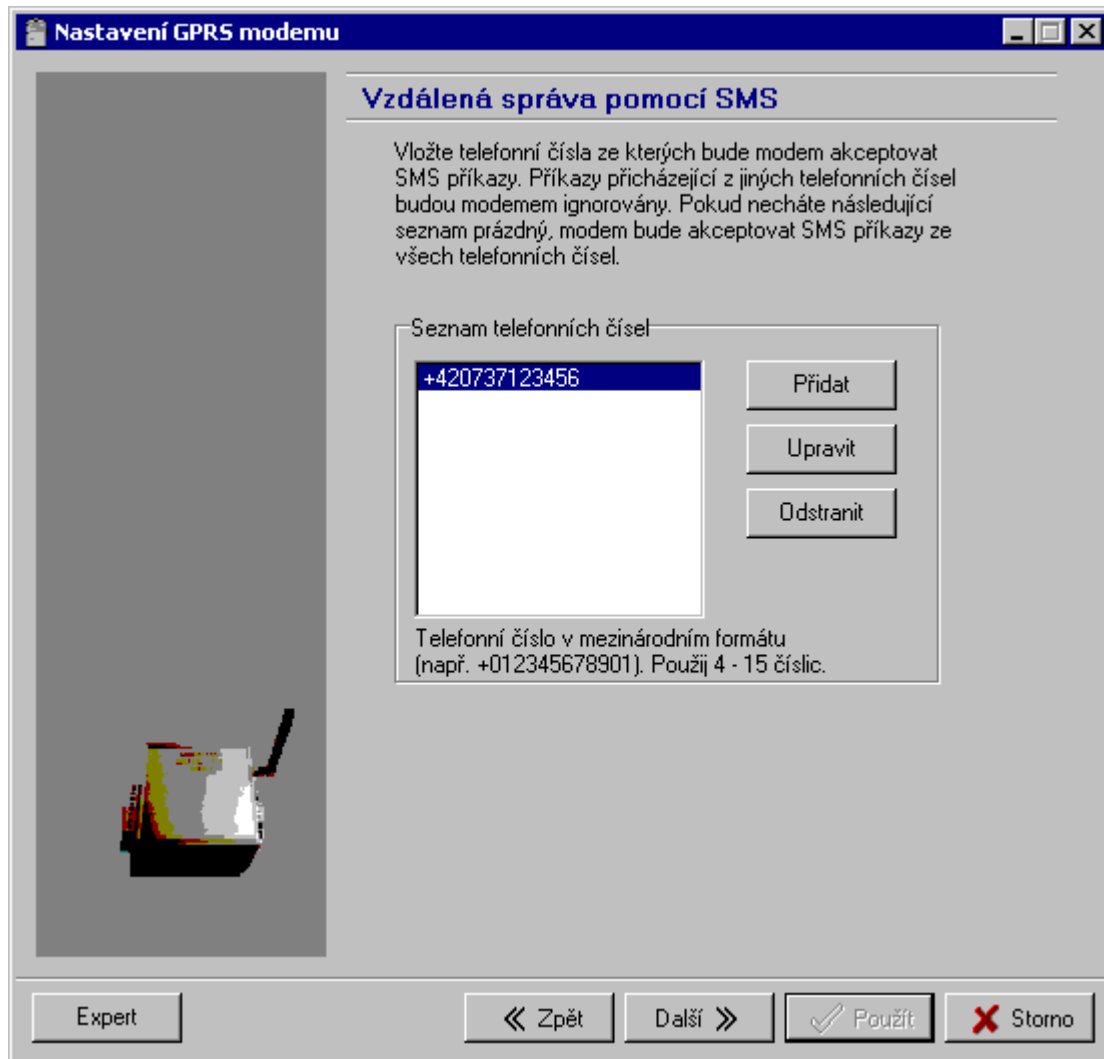 Nastavení GPRS modemu
Vzdálená správa pomocí SMS
Vložte telefonní čísla ze kterých bude modem akceptovat
SMS příkazy. Příkazy přicházející z jiných telefonních čísel
budou modemem ignorovány. Pokud necháte následující
seznam prázdný, modem bude akceptovat SMS příkazy ze
všech telefonních čísel.
Seznam telefonních čísel
+420737123456
Přidat
Upravit
Odstranit
Telefonní číslo v mezinárodním formátu
(např. +012345678901). Použij 4 - 15 číslic.
Expert
Zpět
Další
Použít
Storno